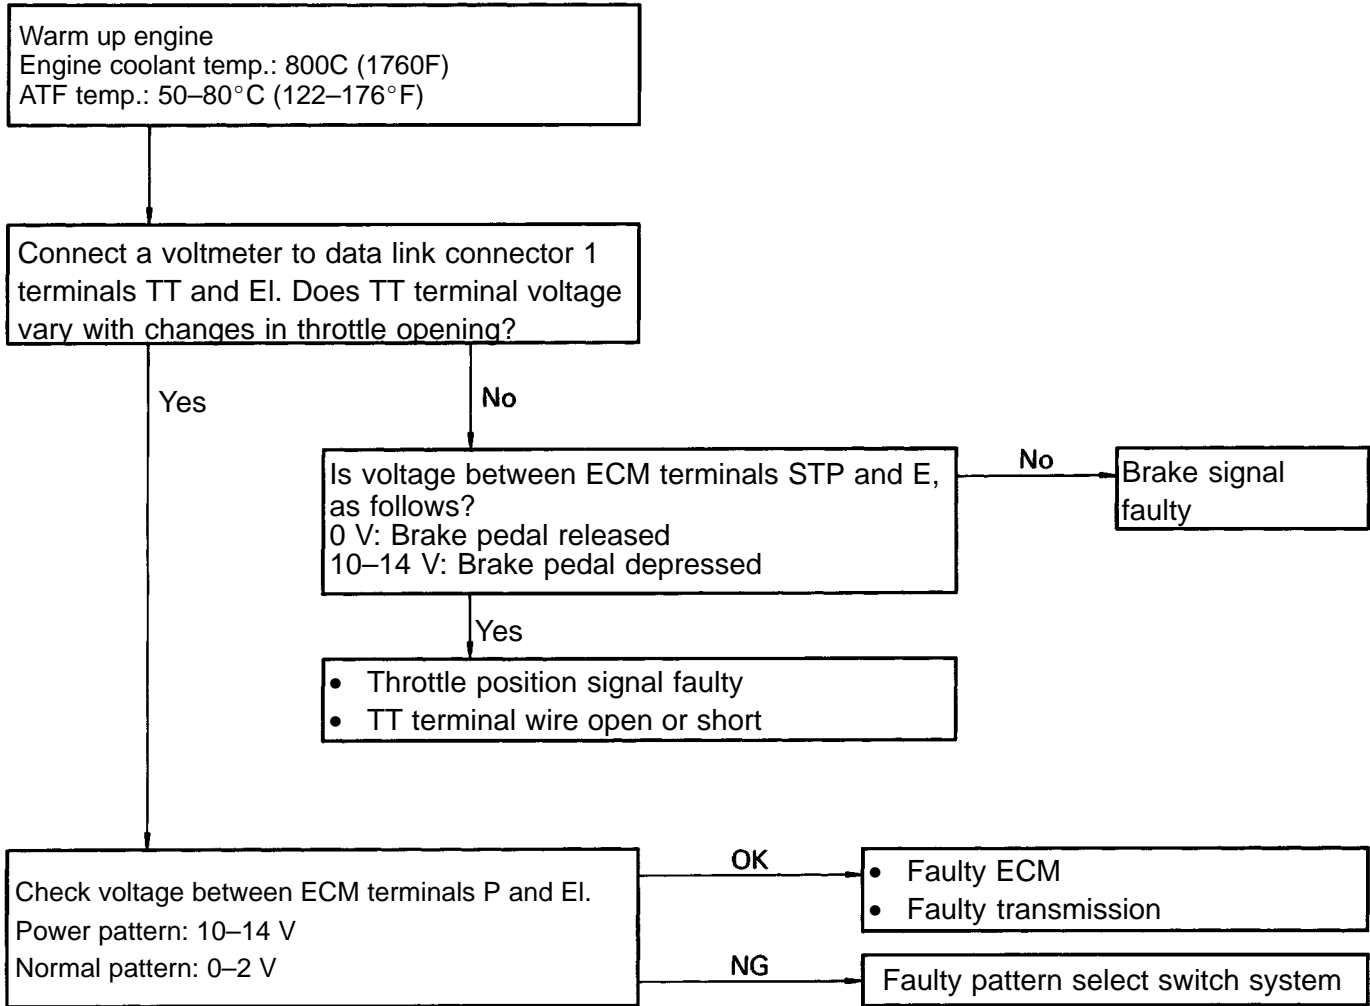 Warm up engine
Engine coolant temp.: 800C (1760F)
ATF temp.: 50–80°C (122–176°F)
Connect a voltmeter to data link connector 1
terminals TT and El. Does TT terminal voltage
vary with changes in throttle opening?
Yes
No
Is voltage between ECM terminals STP and E,
as follows?
0 V: Brake pedal released
10–14 V: Brake pedal depressed
No
Brake signal
faulty
Yes
• Throttle position signal faulty
• TT terminal wire open or short
Check voltage between ECM terminals P and El.
Power pattern: 10–14 V
Normal pattern: 0–2 V
OK
• Faulty ECM
• Faulty transmission
NG
Faulty pattern select switch system